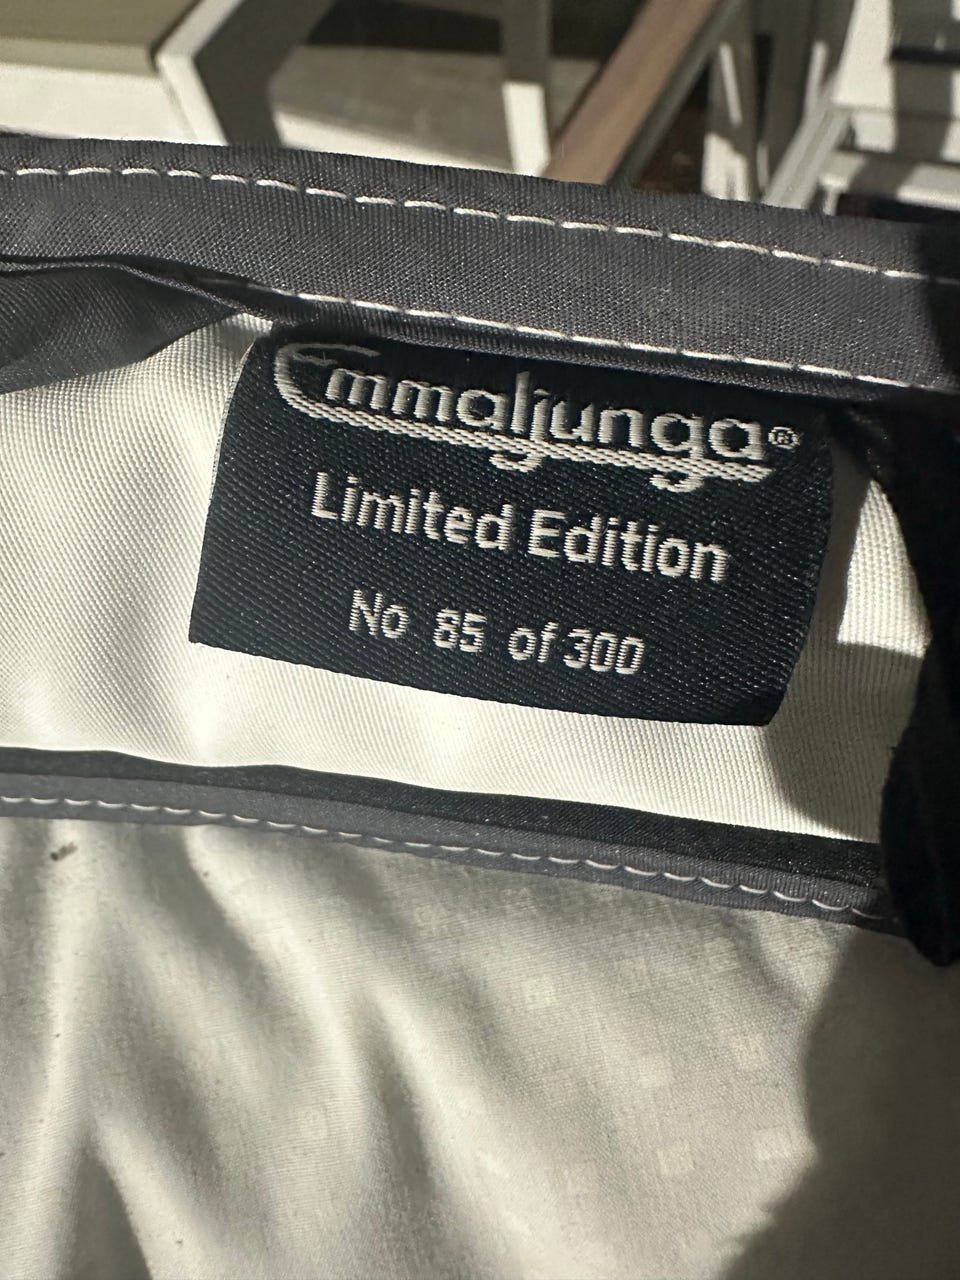 Emmaljunga®
Limited Edition
No 85 of 300